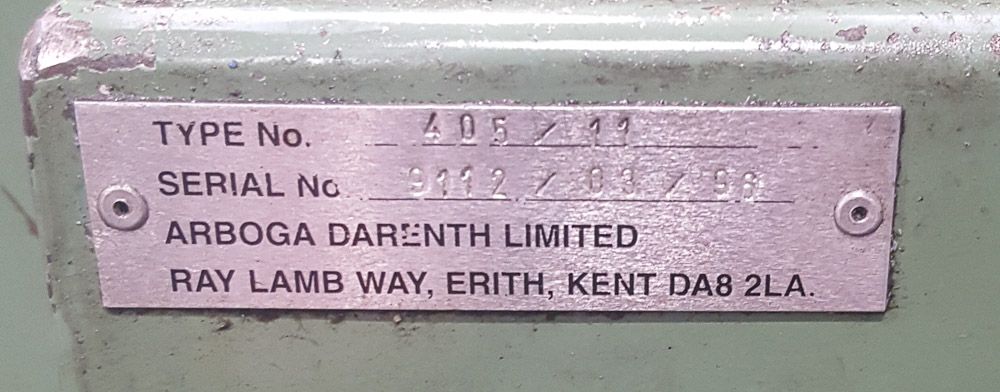 TYPE No. 405/11
SERIAL No 9112/03/98
ARBOGA DARENTH LIMITED
RAY LAMB WAY, ERITH, KENT DA8 2LA.